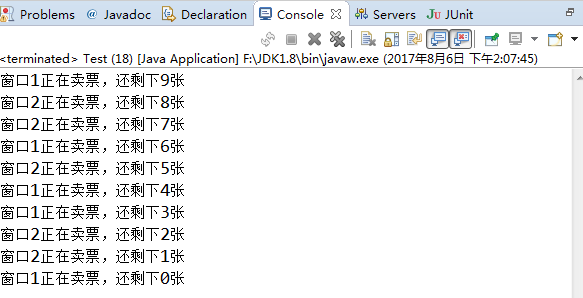 Problems @ Javadoc Declaration Console Servers JUnit
<terminated> Test (18) [Java Application] F:\JDK1.8\bin\javaw.exe (2017年8月6日 下午2:07:45)
窗口1正在卖票，还剩下9张
窗口2正在卖票，还剩下8张
窗口2正在卖票，还剩下7张
窗口1正在卖票，还剩下6张
窗口2正在卖票，还剩下5张
窗口1正在卖票，还剩下4张
窗口1正在卖票，还剩下3张
窗口2正在卖票，还剩下2张
窗口2正在卖票，还剩下1张
窗口1正在卖票，还剩下0张